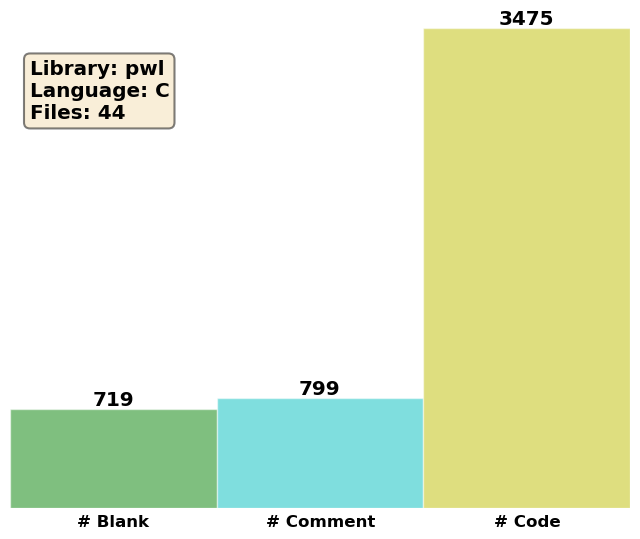 3475
Library: pwl
Language: C
Files: 44
799
719
# Blank
# Comment
# Code